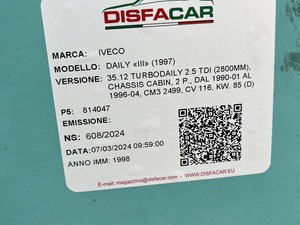 DISFACAR
MARCA: IVECO
MODELLO: DAILY «III» (1997)
VERSIONE: 35.12 TURBODAILY 2.5 TDI (2800MM),
CHASSIS CABIN, 2 P., DAL 1990-01 AL
1996-04, CM3 2499, CV 116, KW. 85 (D)
P5: 814047
EMISSIONE:
NS: 608/2024
DATA: 07/03/2024 09:59:00
ANNO IMM: 1998
E-mail: magazzino@disfacar.eu WWW.DISFACAR.EU